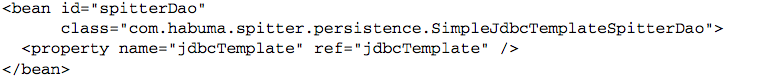 <bean id="spitterDao"
      class="com.habuma.spitter.persistence.SimpleJdbcTemplateSpitterDao">
  <property name="jdbcTemplate" ref="jdbcTemplate" />
</bean>